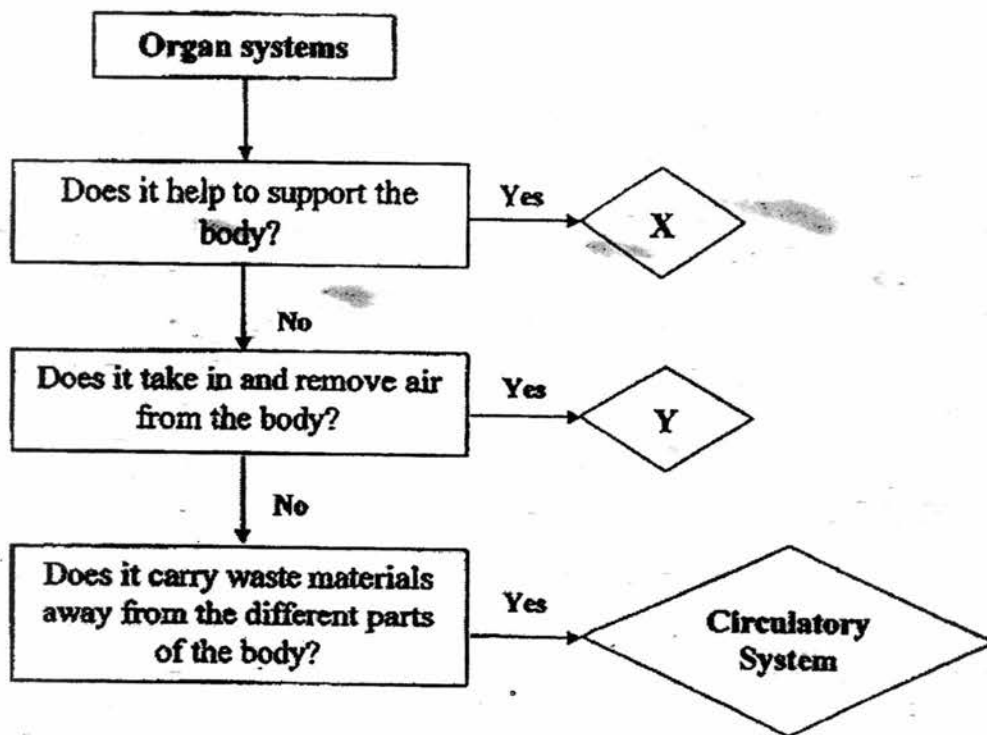 Organ systems
Does it help to support the
body?
Yes
X
No
Does it take in and remove air
from the body?
Yes
Y
No
Does it carry waste materials
away from the different parts
of the body?
Yes
Circulatory
System